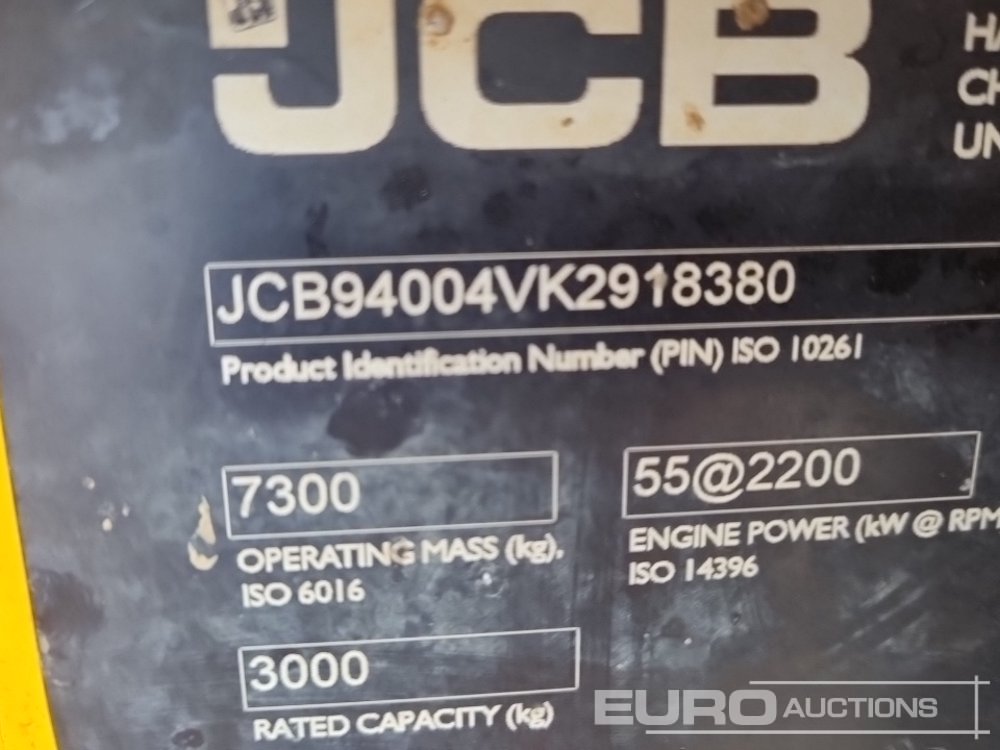 JCB
HA
CH
UN
JCB94004VK2918380
Product Identification Number (PIN) ISO 10261
7300
55@2200
OPERATING MASS (kg),
ISO 6016
ENGINE POWER (kW @ RPM
ISO 14396
3000
RATED CAPACITY (kg)
EURO AUCTIONS